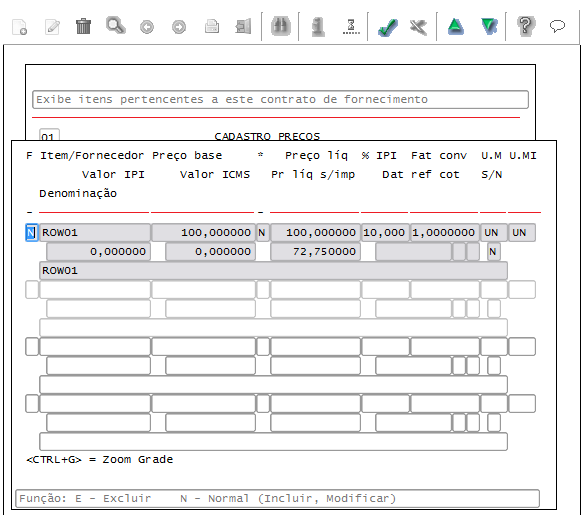 Exibe itens pertencentes a este contrato de fornecimento
01 CADASTRO PRECOS
F Item/Fornecedor Preço base * Preço líq % IPI Fat conv U.M U.MI
Valor IPI Valor ICMS Pr líq s/imp Dat ref cot S/N
Denominação
N ROW01 100,000000 N 100,000000 10,000 1,0000000 UN UN
0,000000 0,000000 72,750000 N
ROW01
<CTRL+G> = Zoom Grade
Função: E - Excluir N - Normal (Incluir, Modificar)